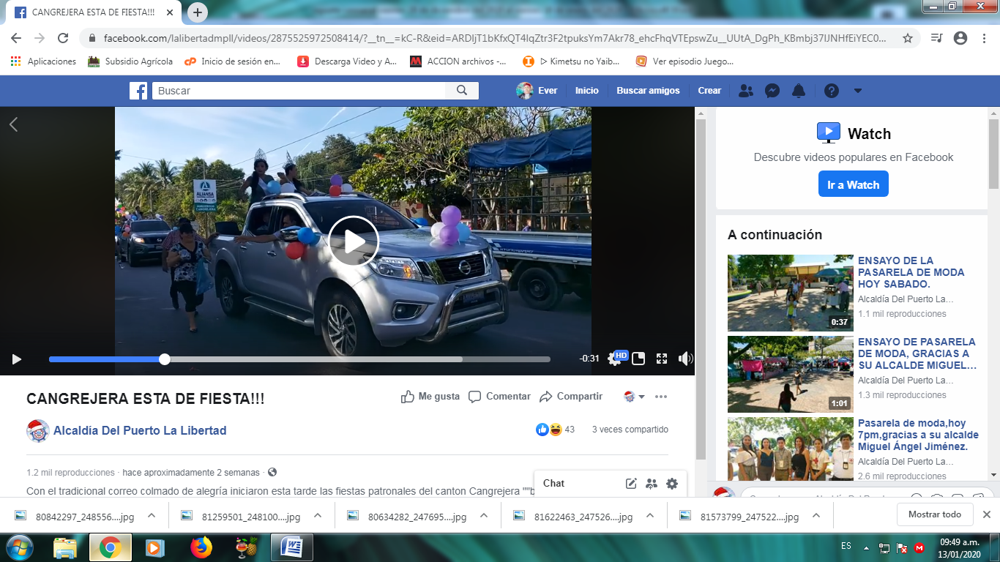 CANGREJERA ESTA DE FIESTA!!!
facebook.com/lalibertadmpll/videos/2875525972508414/?__tn__=kC-R&eid=ARDljT1bKfxQT4lqZtr3F2tpuksYm7Akr78_ehcFhqVTEpswZu__UUtA_DgPh_KBmbj37lJNHfEiYEC0...
Aplicaciones Subsidio Agrícola Inicio de sesión en... Descarga Video y A... ACCION archivos -... ▷ Kimetsu no Yaib... Ver episodio Juego...
Buscar Ever Inicio Buscar amigos Crear
ALIANSA
CANGREJERA
-0:31 HD
CANGREJERA ESTA DE FIESTA!!!
Me gusta Comentar Compartir
Alcaldía Del Puerto La Libertad
43 3 veces compartido
1.2 mil reproducciones · hace aproximadamente 2 semanas ·
Con el tradicional correo colmado de alegría iniciaron esta tarde las fiestas patronales del canton Cangrejera ""b
Watch
Descubre videos populares en Facebook
Ir a Watch
A continuación
0:37
ENSAYO DE LA
PASARELA DE MODA
HOY SABADO.
Alcaldía Del Puerto La...
1.1 mil reproducciones
1:01
ENSAYO DE PASARELA
DE MODA, GRACIAS A
SU ALCALDE MIGUEL...
Alcaldía Del Puerto La...
1.3 mil reproducciones
Pasarela de moda,hoy
7pm,gracias a su alcalde
Miguel Ángel Jiménez.
Alcaldía Del Puerto La...
2.6 mil reproducciones
Chat
80842297_248556....jpg 81259501_248100....jpg 80634282_247695....jpg 81622463_247526....jpg 81573799_247522....jpg Mostrar todo
ES 09:49 a.m.
13/01/2020